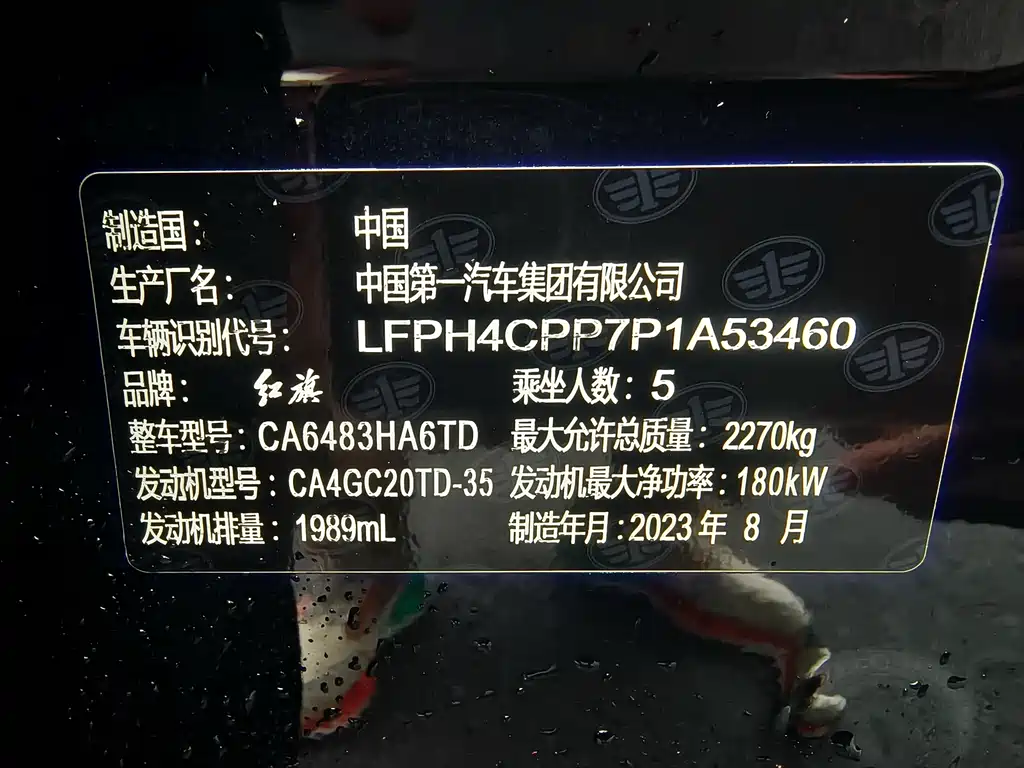 制造国： 中国
生产厂名： 中国第一汽车集团有限公司
车辆识别代号： LFPH4CPP7P1A53460
品牌： 红旗 乘坐人数：5
整车型号：CA6483HA6TD 最大允许总质量：2270kg
发动机型号：CA4GC20TD-35 发动机最大净功率：180kW
发动机排量：1989mL 制造年月：2023年 8 月